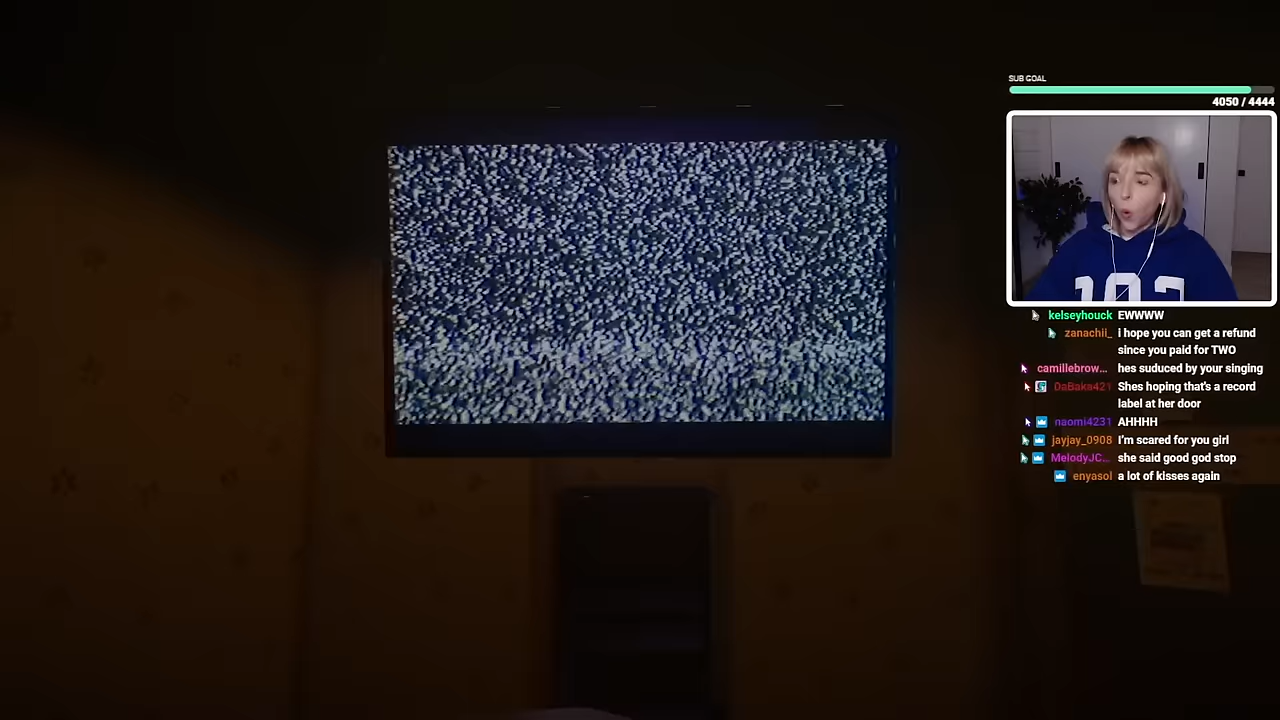 SUB GOAL
4050 / 4444
103
kelseyhouck EWWWW
zanachii_ i hope you can get a refund
since you paid for TWO
camillebrow... hes suduced by your singing
DaBaka421 Shes hoping that's a record
label at her door
naomi4231 AHHHH
jayjay_0908 I'm scared for you girl
MelodyJC... she said good god stop
enyasol a lot of kisses again